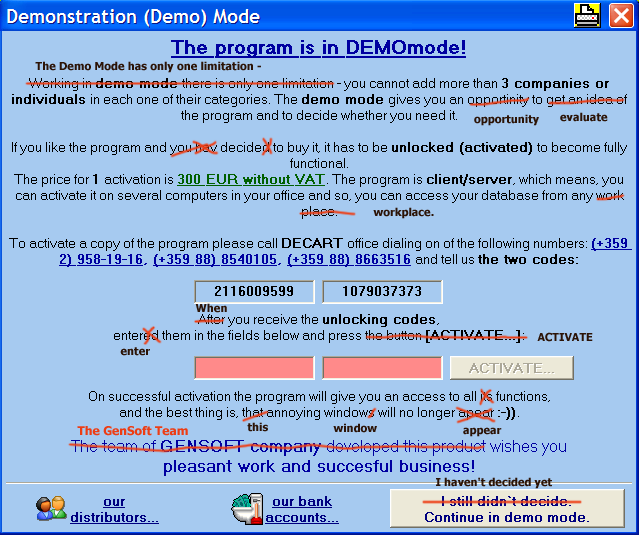 Demonstration (Demo) Mode
The program is in DEMOmode!
The Demo Mode has only one limitation -
Working in demo mode there is only one limitation - you cannot add more than 3 companies or
individuals in each one of their categories. The demo mode gives you an opprtunity to get an idea of
opportunity evaluate
the program and to decide whether you need it.
If you like the program and you hav decided to buy it, it has to be unlocked (activated) to become fully
functional.
The price for 1 activation is 300 EUR without VAT. The program is client/server, which means, you
can activate it on several computers in your office and so, you can access your database from any work
place. workplace.
To activate a copy of the program please call DECART office dialing on of the following numbers: (+359
2) 958-19-16, (+359 88) 8540105, (+359 88) 8663516 and tell us the two codes:
2116009599 1079037373
When
After you receive the unlocking codes,
entered them in the fields below and press the button [ACTIVATE...]: ACTIVATE
enter
ACTIVATE...
On successful activation the program will give you an access to all its functions,
and the best thing is, that annoying windows will no longer apear :-)).
this window appear
The GenSoft Team
The team of GENSOFT company developed this product wishes you
pleasant work and succesful business!
I haven't decided yet
our distributors...
our bank accounts...
I still didn`t decide.
Continue in demo mode.